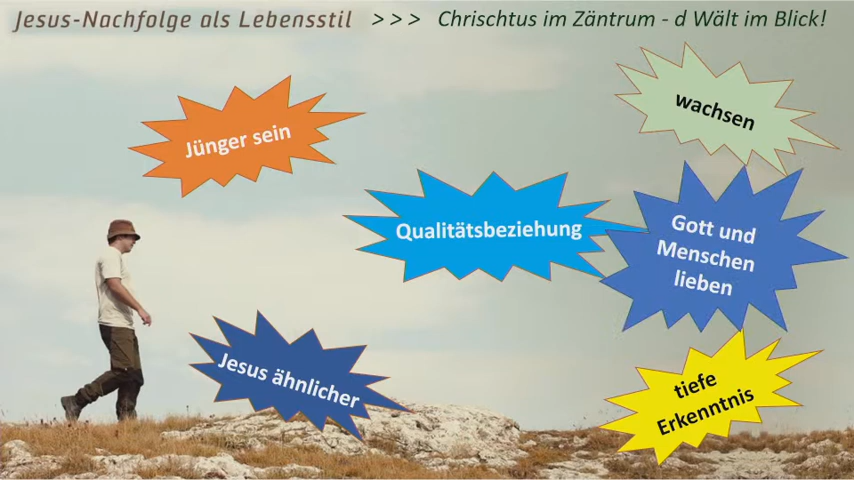 Jesus-Nachfolge als Lebensstil >>> Chrischtus im Zäntrum - d Wält im Blick!
wachsen
Jünger sein
Qualitätsbeziehung
Gott und
Menschen
lieben
Jesus ähnlicher
tiefe
Erkenntnis